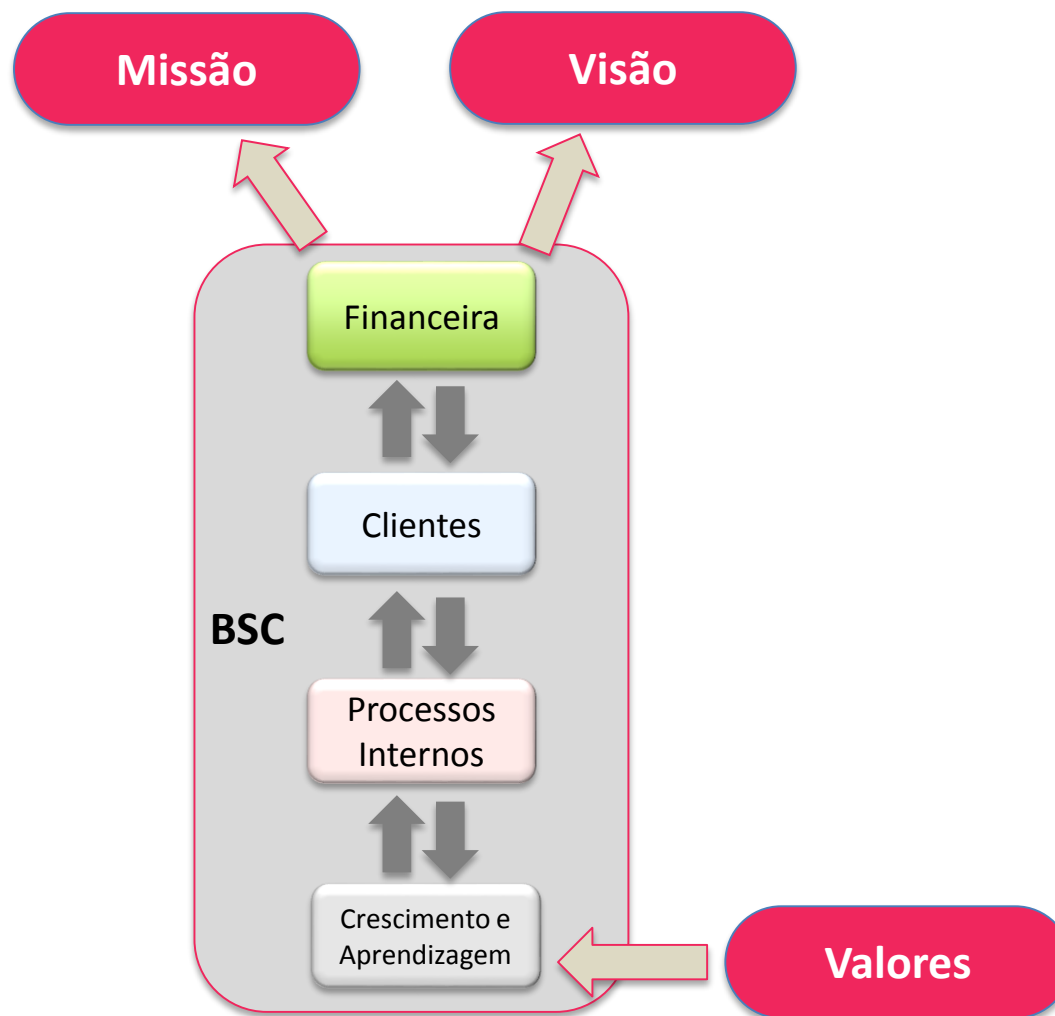 Missão
Visão
Financeira
Clientes
BSC
Processos
Internos
Crescimento e
Aprendizagem
Valores